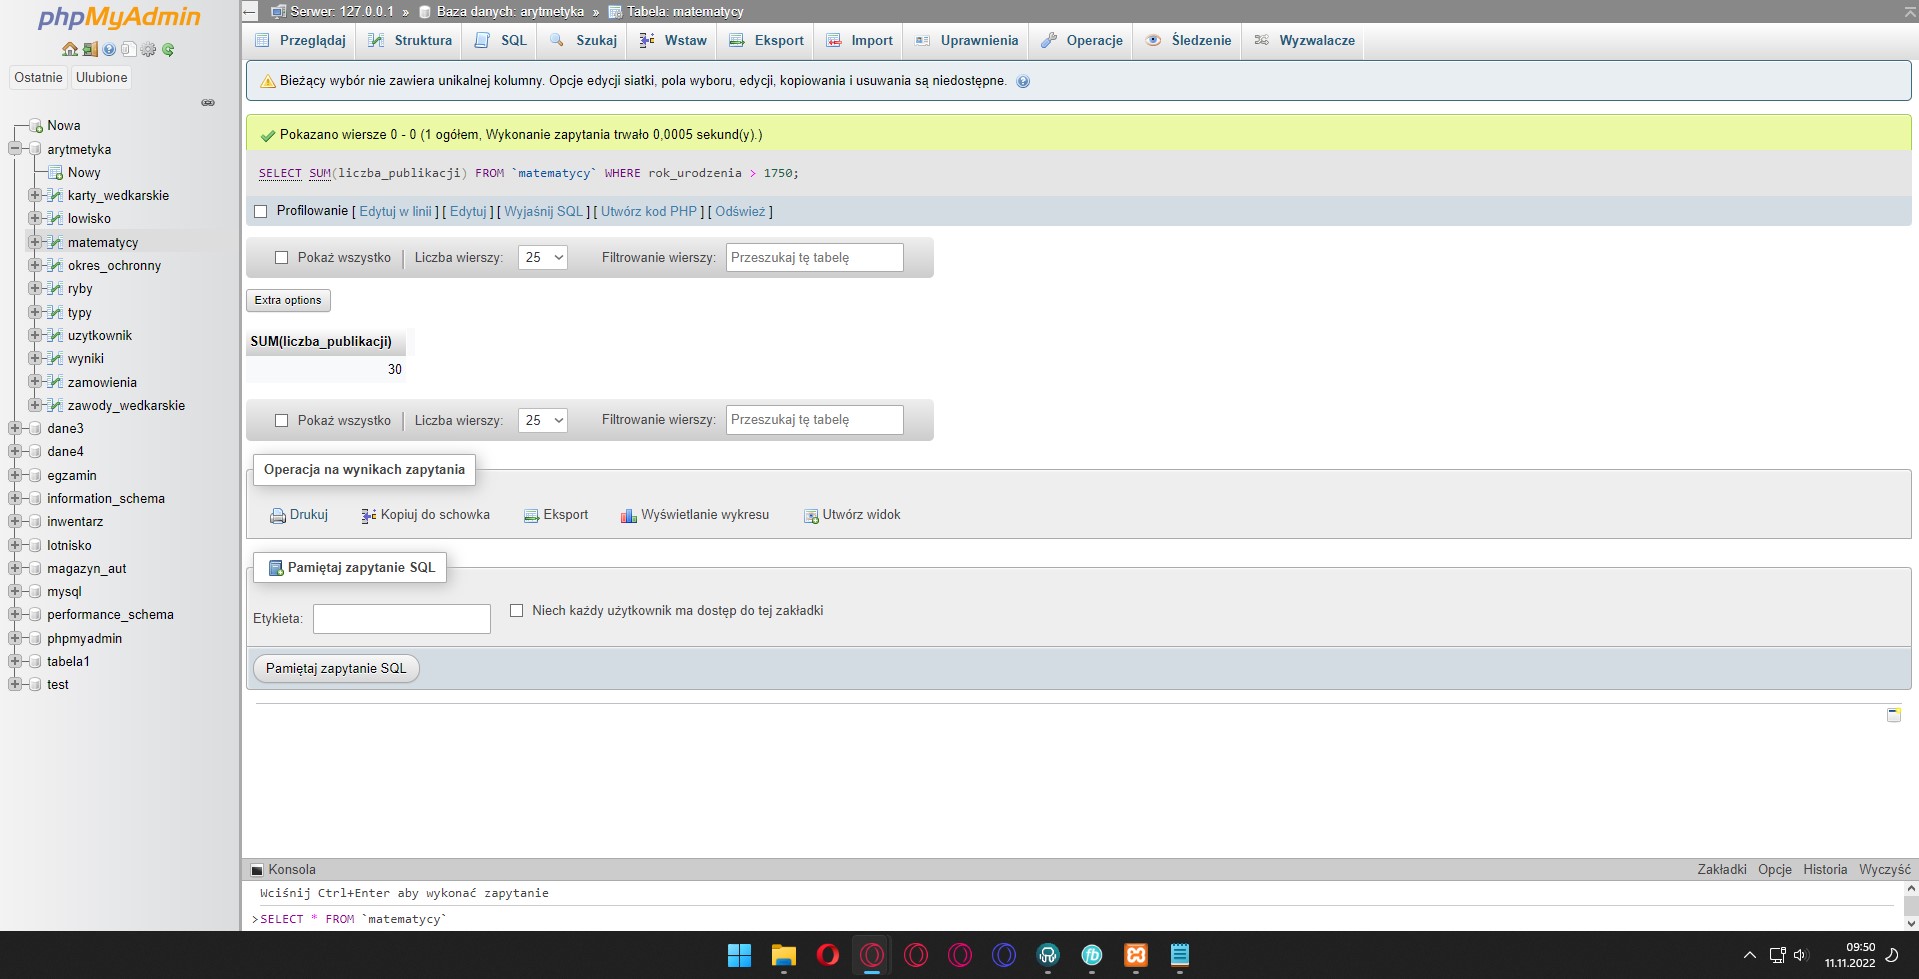 phpMyAdmin
Ostatnie Ulubione
Nowa
arytmetyka
Nowy
karty_wedkarskie
lowisko
matematycy
okres_ochronny
ryby
typy
uzytkownik
wyniki
zamowienia
zawody_wedkarskie
dane3
dane4
egzamin
information_schema
inwentarz
lotnisko
magazyn_aut
mysql
performance_schema
phpmyadmin
tabela1
test
Serwer: 127.0.0.1 » Baza danych: arytmetyka » Tabela: matematycy
Przeglądaj Struktura SQL Szukaj Wstaw Eksport Import Uprawnienia Operacje Śledzenie Wyzwalacze
Bieżący wybór nie zawiera unikalnej kolumny. Opcje edycji siatki, pola wyboru, edycji, kopiowania i usuwania są niedostępne.
Pokazano wiersze 0 - 0 (1 ogółem, Wykonanie zapytania trwało 0,0005 sekund(y).)
SELECT SUM(liczba_publikacji) FROM `matematycy` WHERE rok_urodzenia > 1750;
Profilowanie [ Edytuj w linii ] [ Edytuj ] [ Wyjaśnij SQL ] [ Utwórz kod PHP ] [ Odśwież ]
Pokaż wszystko Liczba wierszy: 25 Filtrowanie wierszy: Przeszukaj tę tabelę
Extra options
SUM(liczba_publikacji)
30
Pokaż wszystko Liczba wierszy: 25 Filtrowanie wierszy: Przeszukaj tę tabelę
Operacja na wynikach zapytania
Drukuj Kopiuj do schowka Eksport Wyświetlanie wykresu Utwórz widok
Pamiętaj zapytanie SQL
Etykieta: Niech każdy użytkownik ma dostęp do tej zakładki
Pamiętaj zapytanie SQL
Konsola Zakładki Opcje Historia Wyczyść
Wciśnij Ctrl+Enter aby wykonać zapytanie
>SELECT * FROM `matematycy`
fb
09:50
11.11.2022